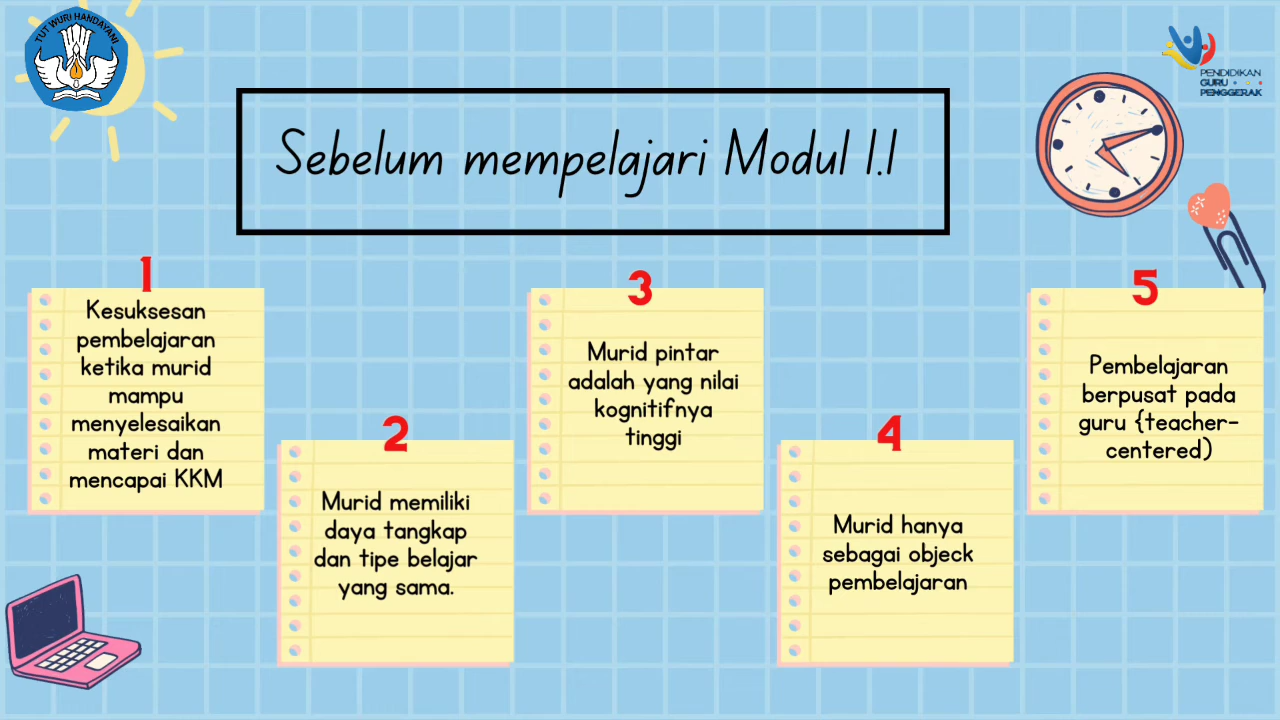 TUT WURI HANDAYANI
PENDIDIKAN
GURU
PENGGERAK
Sebelum mempelajari Modul 1.1
1
Kesuksesan
pembelajaran
ketika murid
mampu
menyelesaikan
materi dan
mencapai KKM
2
Murid memiliki
daya tangkap
dan tipe belajar
yang sama.
3
Murid pintar
adalah yang nilai
kognitifnya
tinggi
4
Murid hanya
sebagai objeck
pembelajaran
5
Pembelajaran
berpusat pada
guru {teacher-
centered)